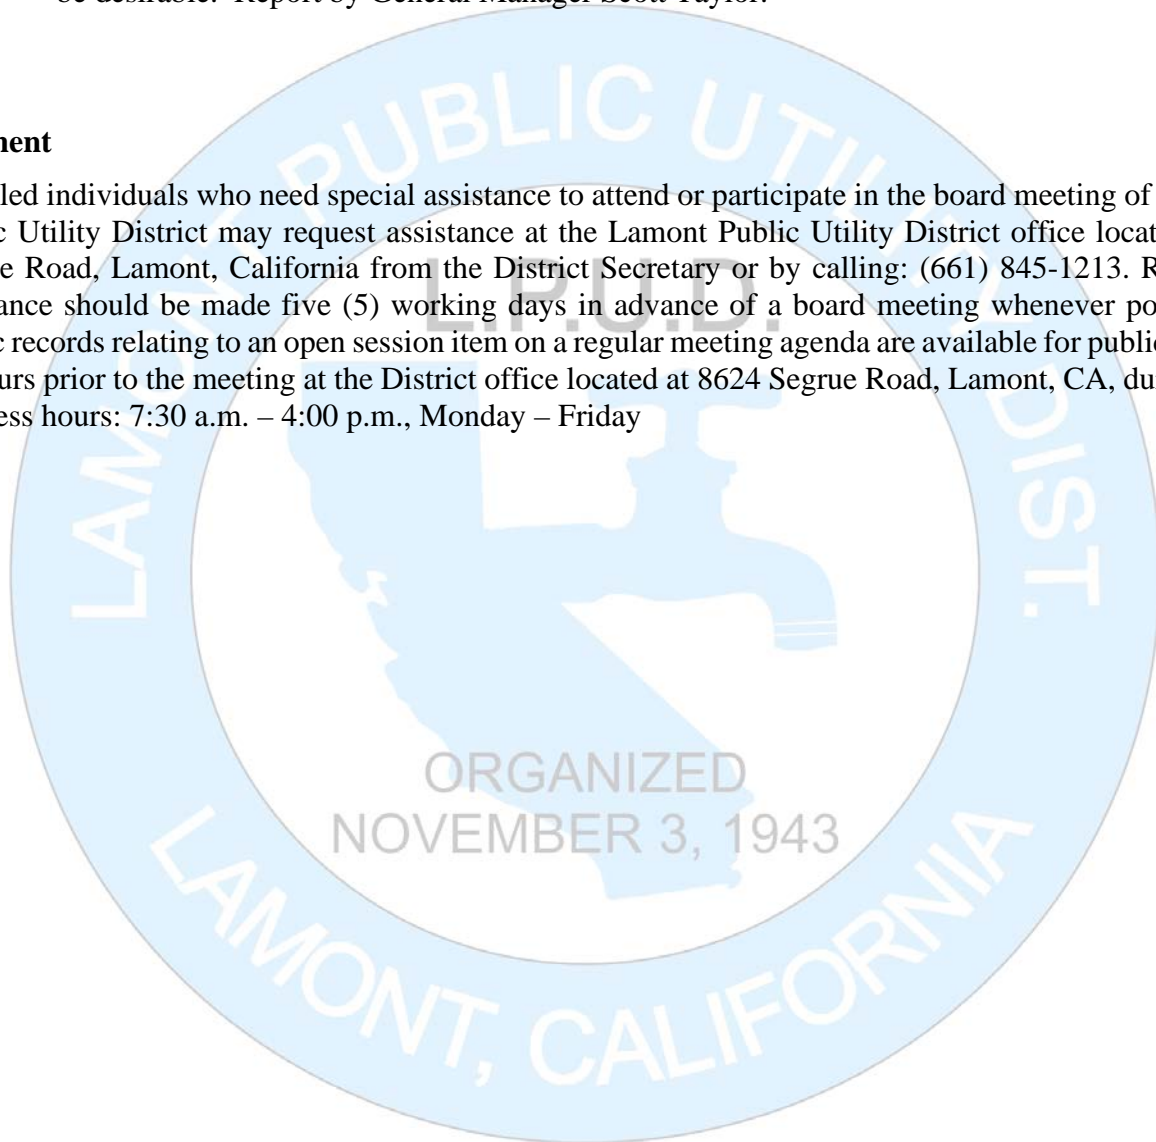 be desirable. Report by General Manager Scott Taylor.
nent
led individuals who need special assistance to attend or participate in the board meeting of
c Utility District may request assistance at the Lamont Public Utility District office locat
e Road, Lamont, California from the District Secretary or by calling: (661) 845-1213. R
ance should be made five (5) working days in advance of a board meeting whenever po
c records relating to an open session item on a regular meeting agenda are available for public
urs prior to the meeting at the District office located at 8624 Segrue Road, Lamont, CA, du
ess hours: 7:30 a.m. – 4:00 p.m., Monday – Friday
LAMONT PUBLIC UTILITY DIST.
L.P.U.D.
ORGANIZED
NOVEMBER 3, 1943
LAMONT, CALIFORNIA